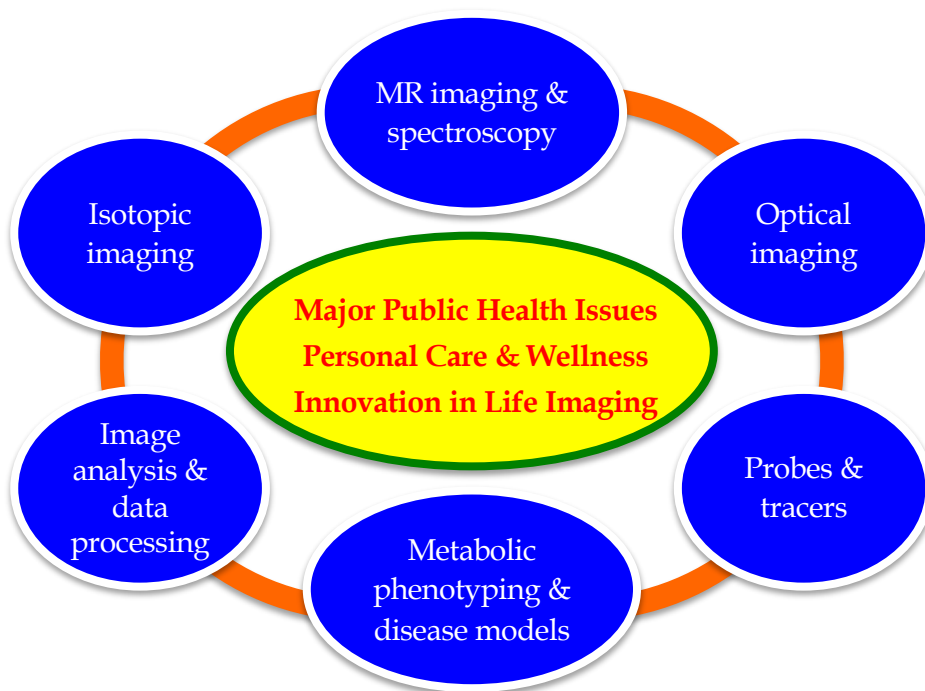 MR imaging &
spectroscopy
Isotopic
imaging
Optical
imaging
Major Public Health Issues
Personal Care & Wellness
Innovation in Life Imaging
Image
analysis &
data
processing
Probes &
tracers
Metabolic
phenotyping &
disease models